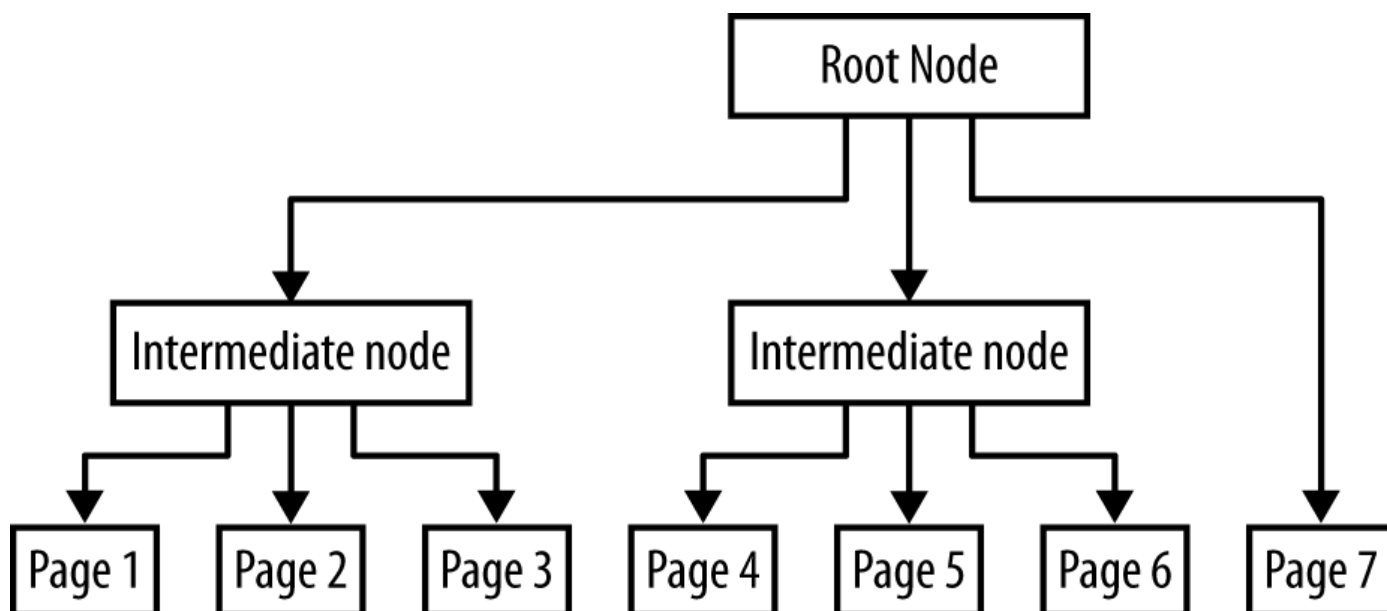 Root Node
Intermediate node
Intermediate node
Page 1
Page 2
Page 3
Page 4
Page 5
Page 6
Page 7